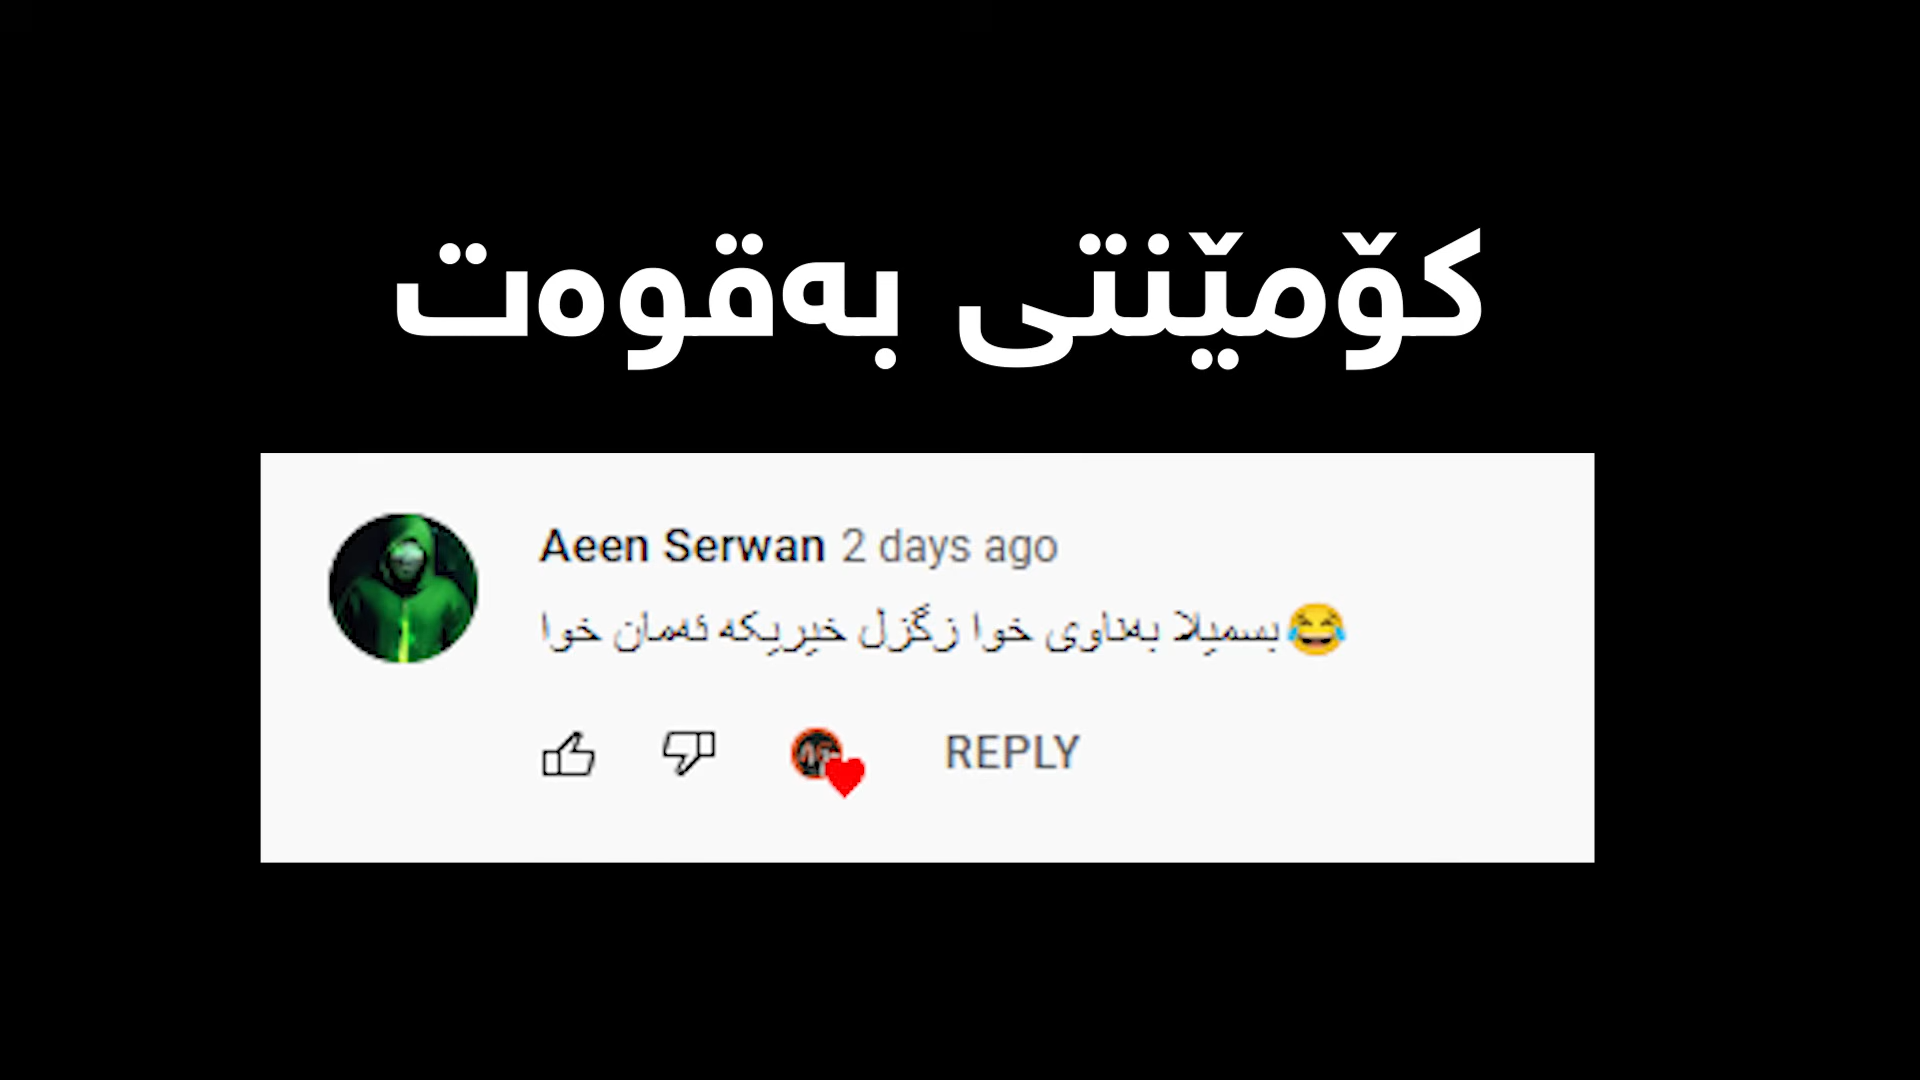 کۆمێنتی بەقوەت
Aeen Serwan 2 days ago
😂بسمیلا بەناوی خوا زگزل خیریکە ئەمان خوا
REPLY